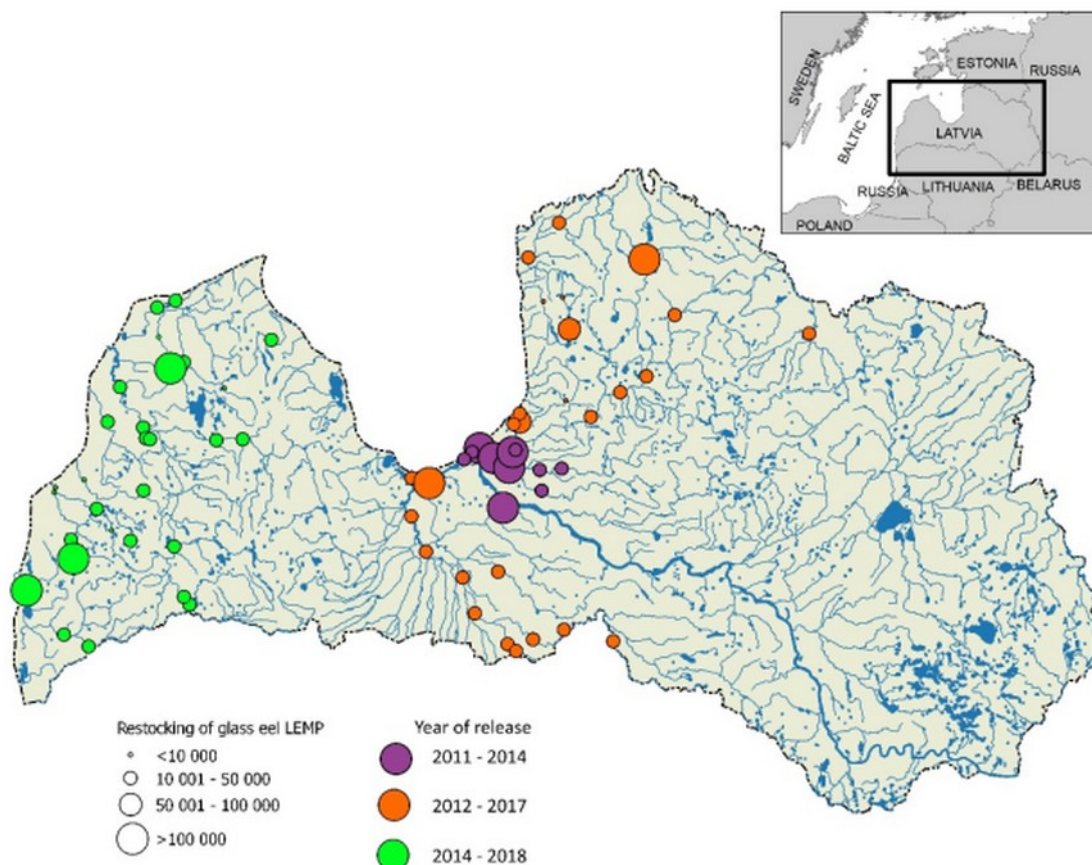 SWEDEN
ESTONIA
RUSSIA
BALTIC SEA
LATVIA
RUSSIA
LITHUANIA
BELARUS
POLAND
Restocking of glass eel LEMP
<10 000
10 001 - 50 000
50 001 - 100 000
>100 000
Year of release
2011 - 2014
2012 - 2017
2014 - 2018